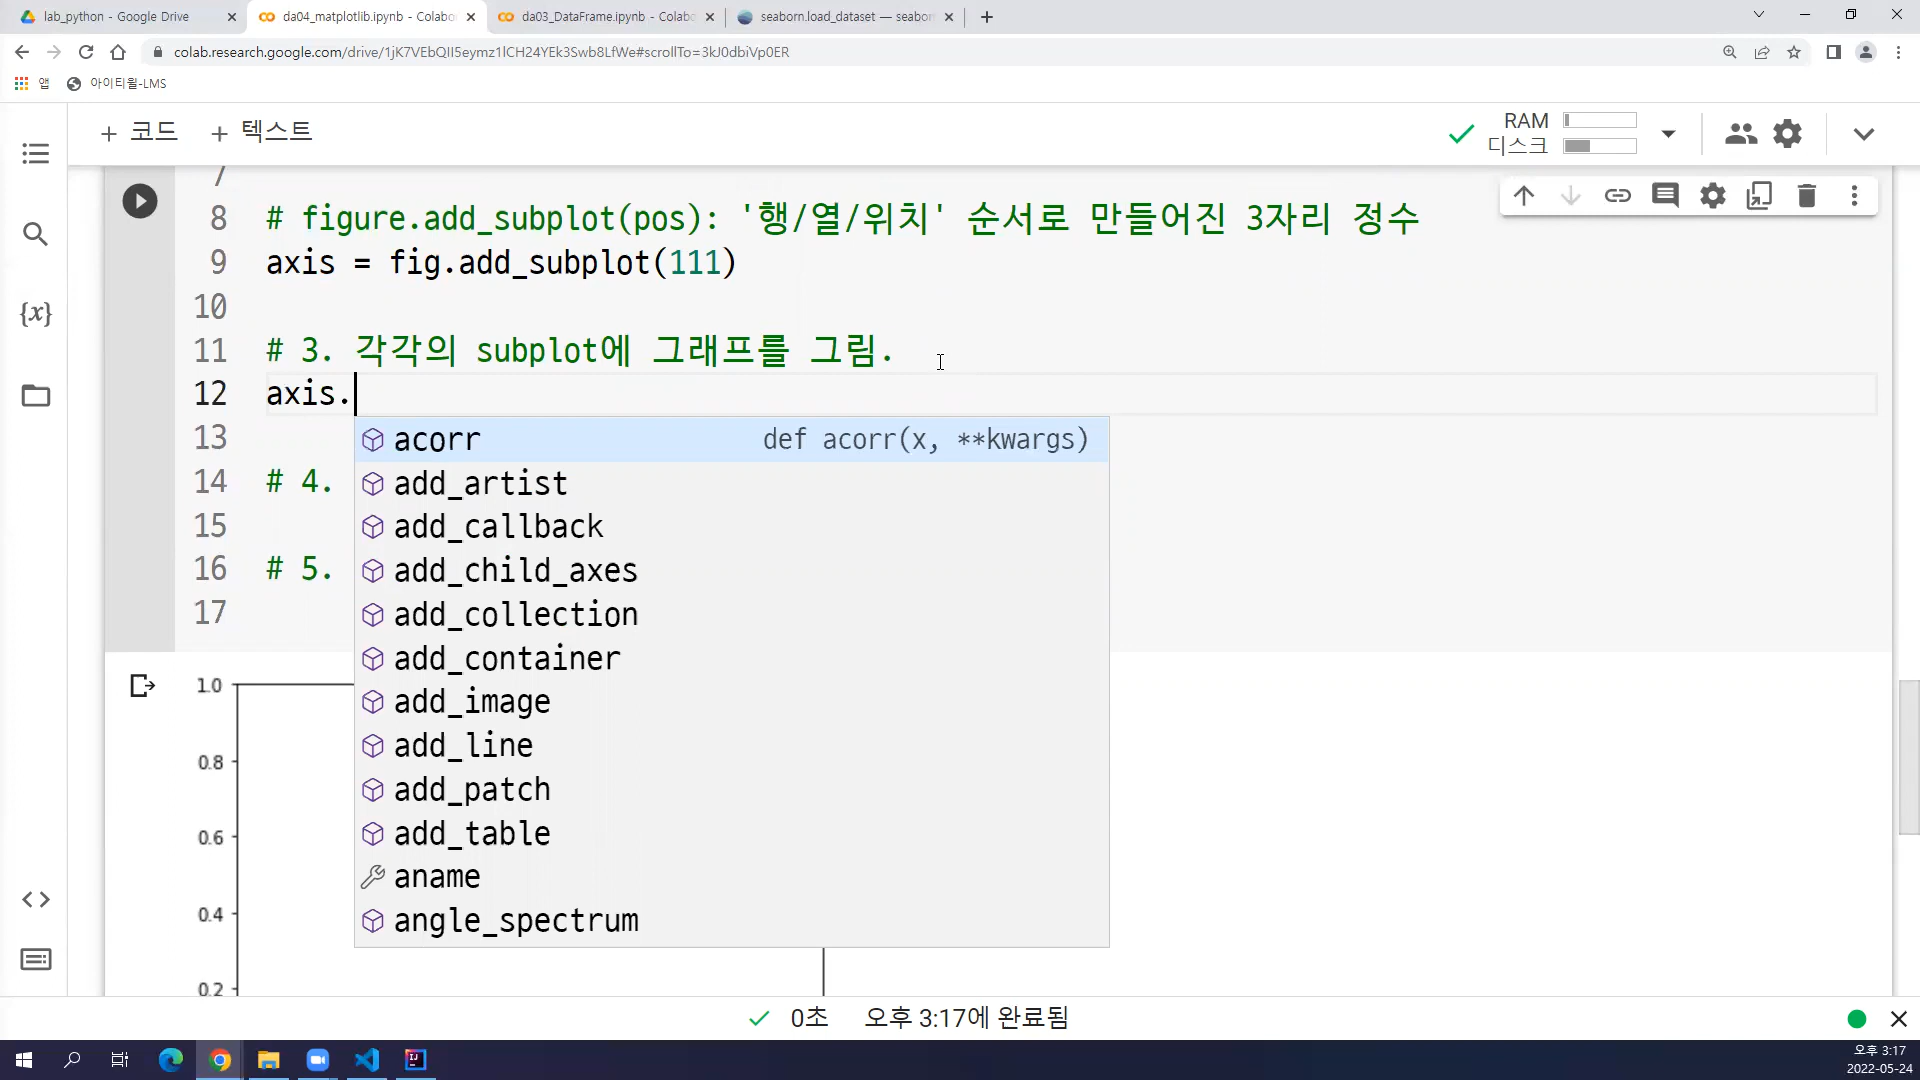 lab_python - Google Drive
da04_matplotlib.ipynb - Colabo
da03_DataFrame.ipynb - Colabo
seaborn.load_dataset — seabor
colab.research.google.com/drive/1jK7VEbQII5eymz1lCH24YEk3Swb8LfWe#scrollTo=3kJ0dbiVp0ER
앱 아이티윌-LMS
+ 코드 + 텍스트
RAM
디스크
7
8 # figure.add_subplot(pos): '행/열/위치' 순서로 만들어진 3자리 정수
9 axis = fig.add_subplot(111)
10
11 # 3. 각각의 subplot에 그래프를 그림.
12 axis.
13
14 # 4.
15
16 # 5.
17
acorr def acorr(x, **kwargs)
add_artist
add_callback
add_child_axes
add_collection
add_container
add_image
add_line
add_patch
add_table
aname
angle_spectrum
1.0
0.8
0.6
0.4
0.2
0초 오후 3:17에 완료됨
오후 3:17
2022-05-24